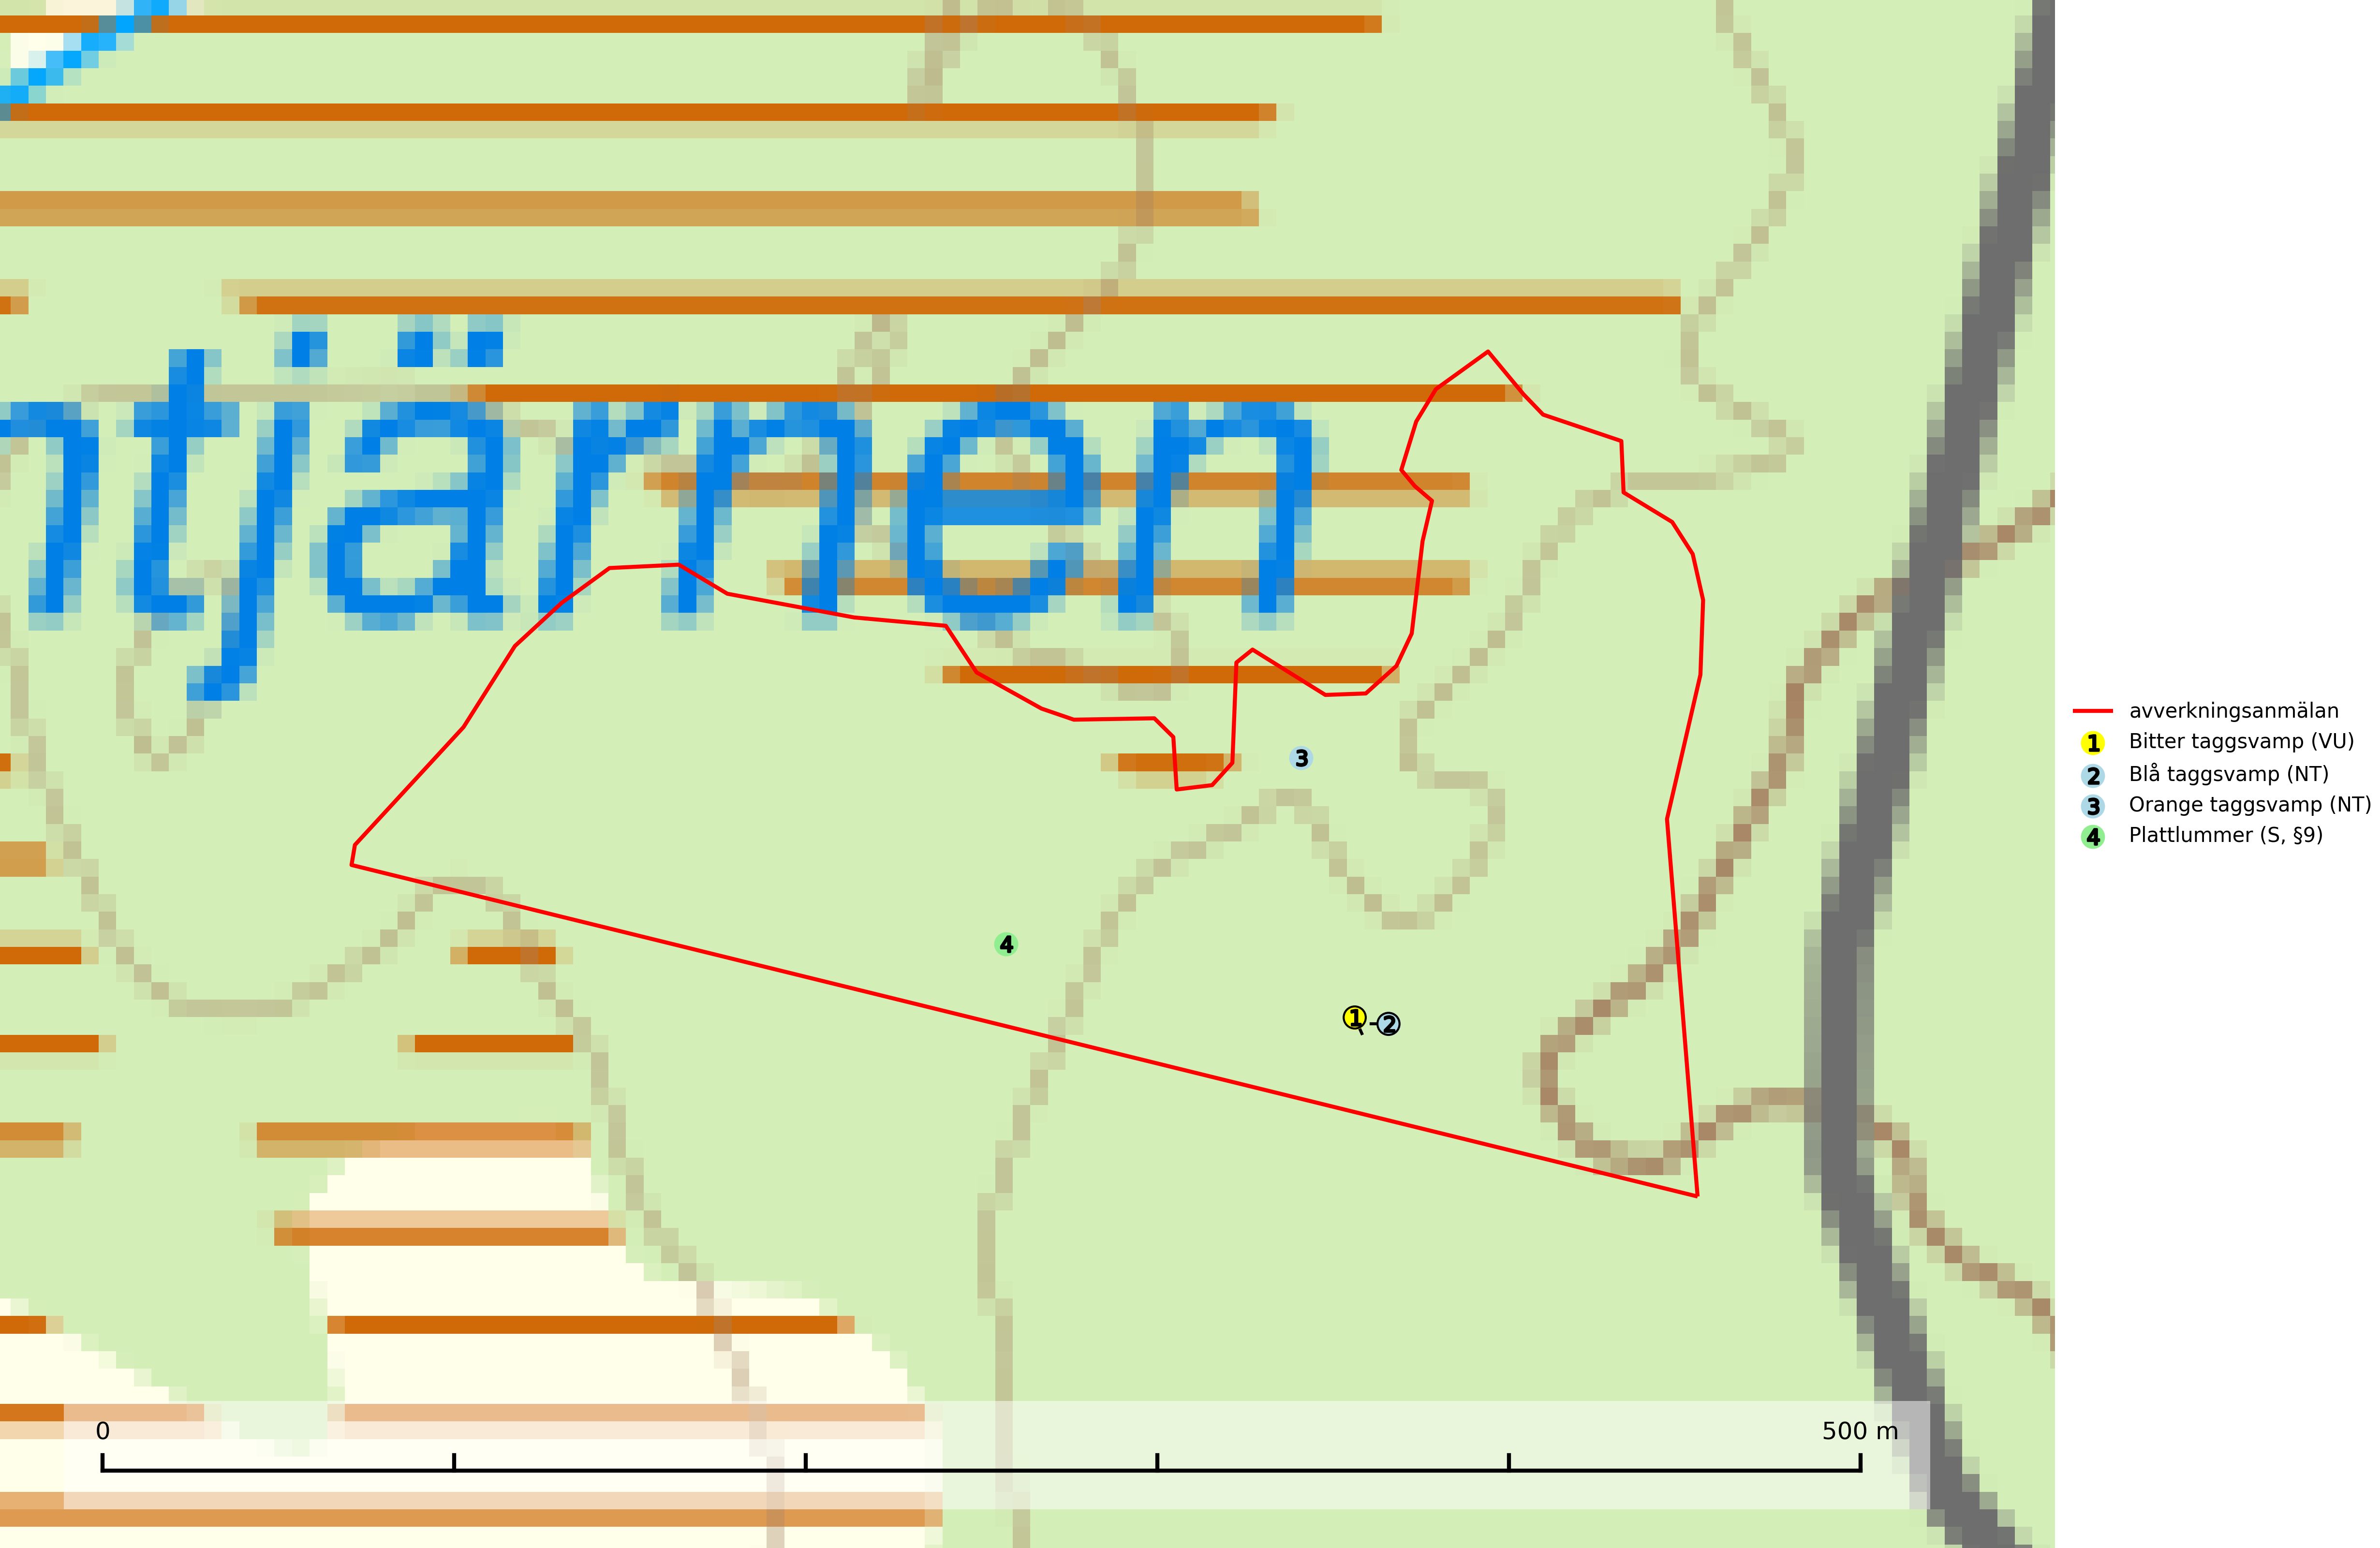 ntjärnen
3
4
1
2
avverkningsanmälan
1 Bitter taggsvamp (VU)
2 Blå taggsvamp (NT)
3 Orange taggsvamp (NT)
4 Plattlummer (S, §9)
0
500 m